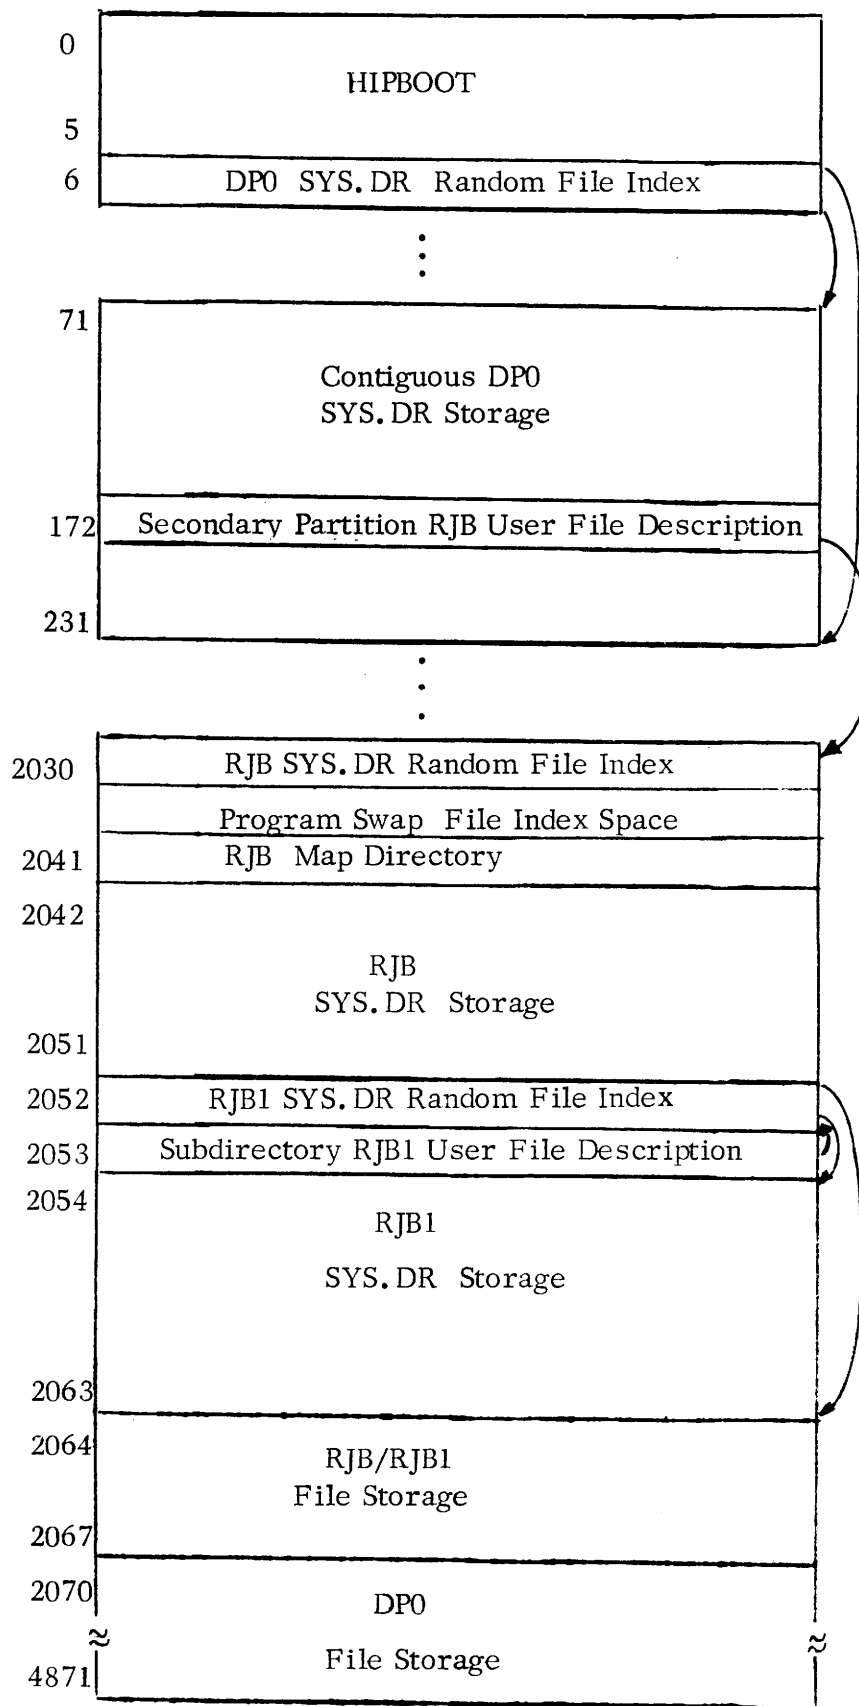 0
HIPBOOT
5
6 DP0 SYS.DR Random File Index
71
Contiguous DP0
SYS.DR Storage
172 Secondary Partition RJB User File Description
231
2030 RJB SYS.DR Random File Index
Program Swap File Index Space
2041 RJB Map Directory
2042
RJB
SYS.DR Storage
2051
2052 RJB1 SYS.DR Random File Index
2053 Subdirectory RJB1 User File Description
2054
RJB1
SYS.DR Storage
2063
2064
RJB/RJB1
File Storage
2067
2070
DP0
File Storage
4871